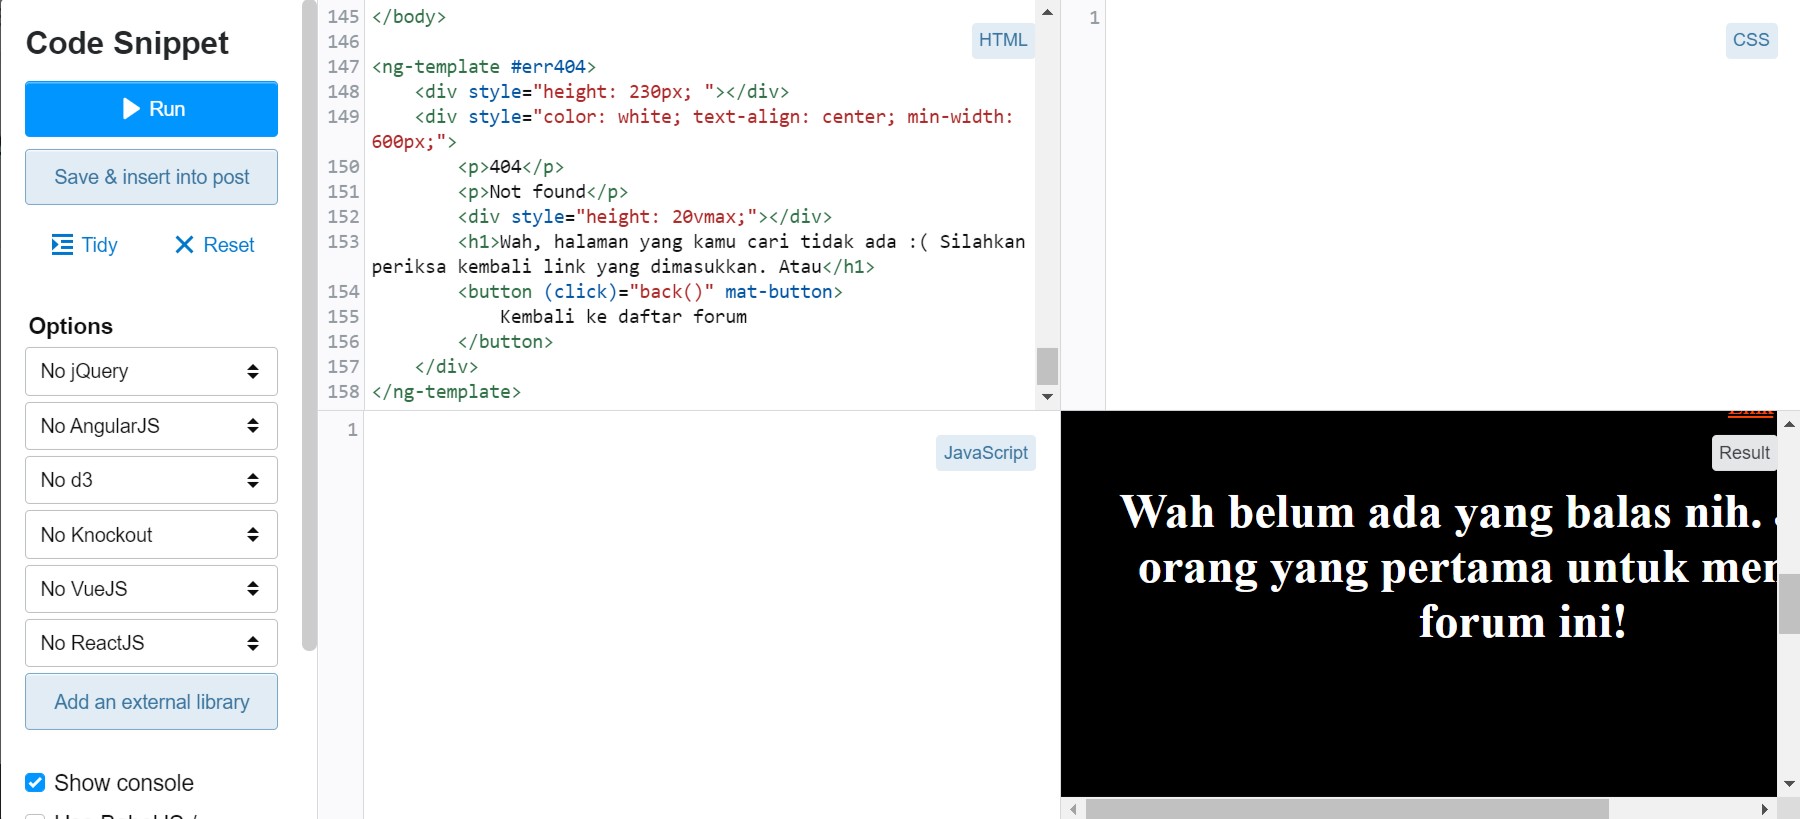 Code Snippet
Run
Save & insert into post
Tidy
Reset
Options
No jQuery
No AngularJS
No d3
No Knockout
No VueJS
No ReactJS
Add an external library
Show console
HTML
145 </body>
146
147 <ng-template #err404>
148 <div style="height: 230px; "></div>
149 <div style="color: white; text-align: center; min-width:
600px;">
150 <p>404</p>
151 <p>Not found</p>
152 <div style="height: 20vmax;"></div>
153 <h1>Wah, halaman yang kamu cari tidak ada :( Silahkan
periksa kembali link yang dimasukkan. Atau</h1>
154 <button (click)="back()" mat-button>
155 Kembali ke daftar forum
156 </button>
157 </div>
158 </ng-template>
1
CSS
1
JavaScript
Result
Wah belum ada yang balas nih.
orang yang pertama untuk
forum ini!